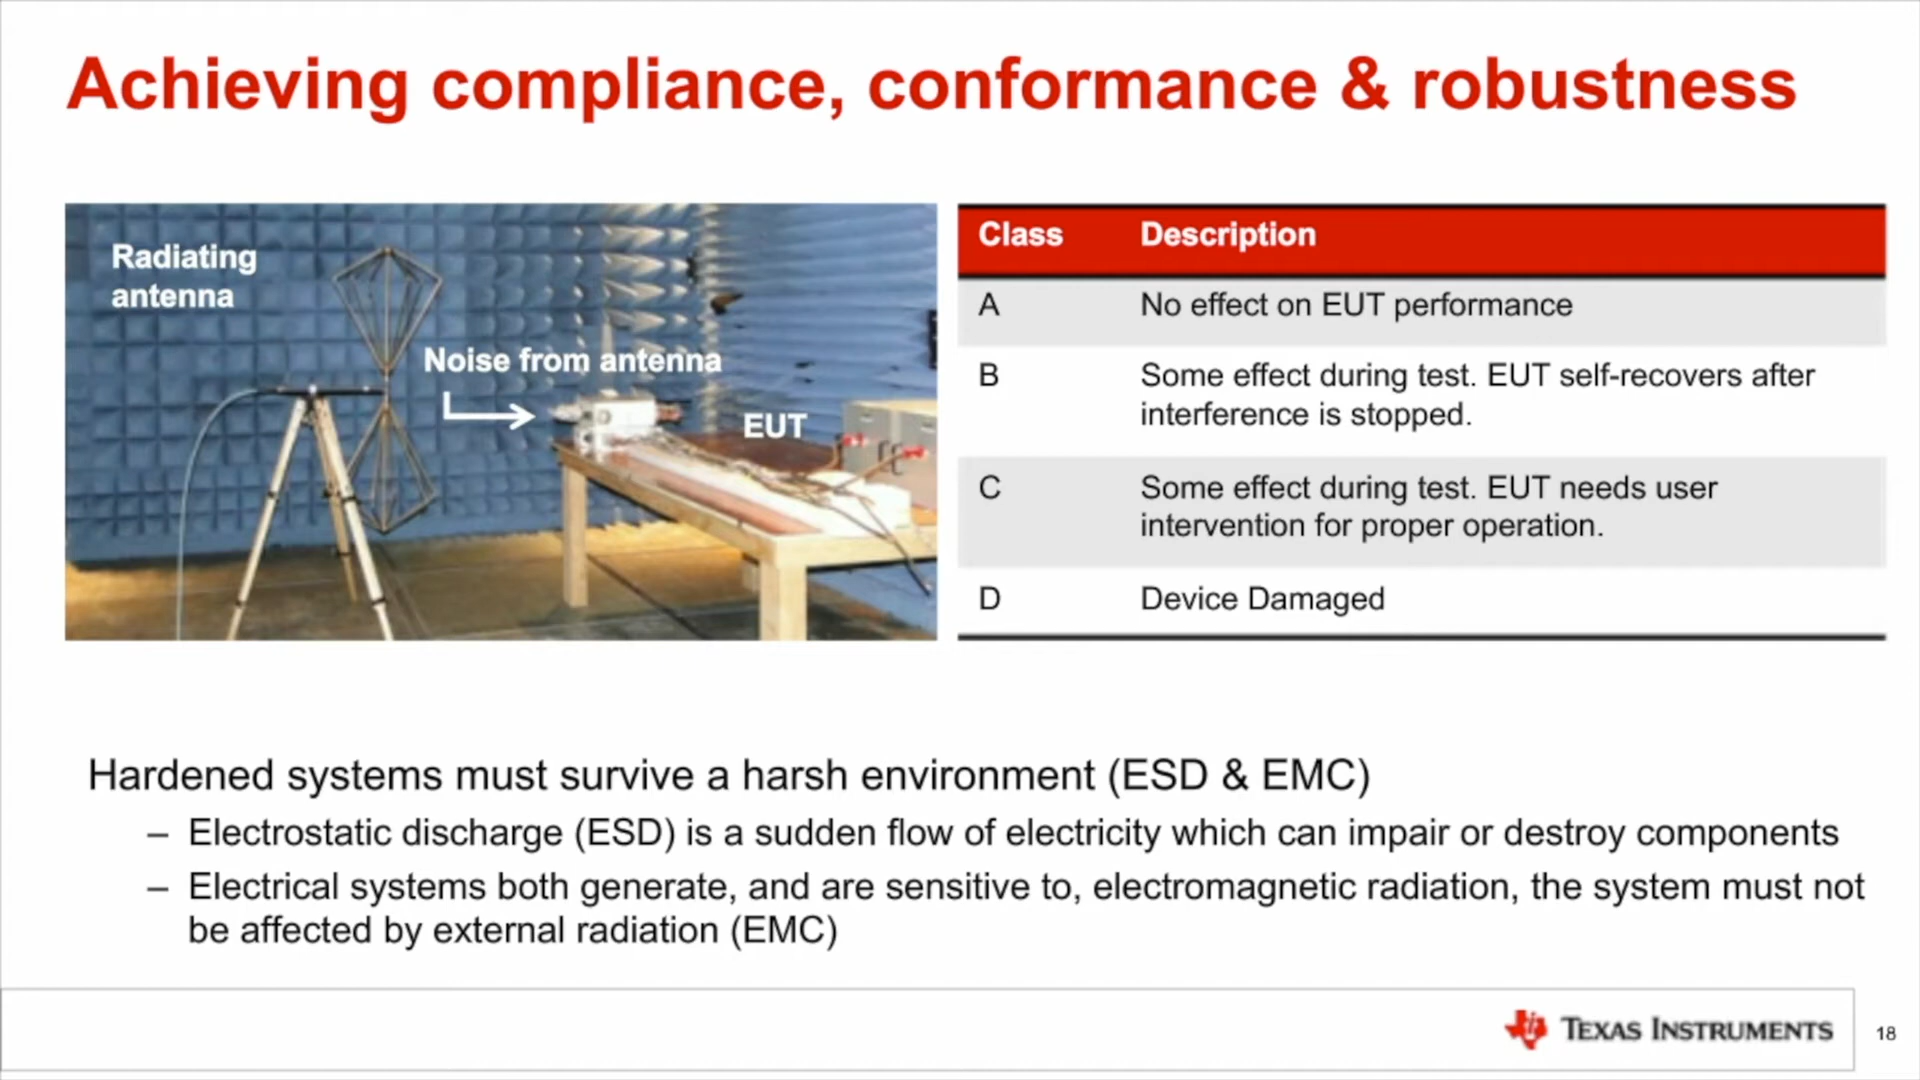 Achieving compliance, conformance & robustness
Radiating
antenna
Noise from antenna
EUT
Class Description
A No effect on EUT performance
B Some effect during test. EUT self-recovers after
interference is stopped.
C Some effect during test. EUT needs user
intervention for proper operation.
D Device Damaged
Hardened systems must survive a harsh environment (ESD & EMC)
– Electrostatic discharge (ESD) is a sudden flow of electricity which can impair or destroy components
– Electrical systems both generate, and are sensitive to, electromagnetic radiation, the system must not
be affected by external radiation (EMC)
TEXAS INSTRUMENTS
18